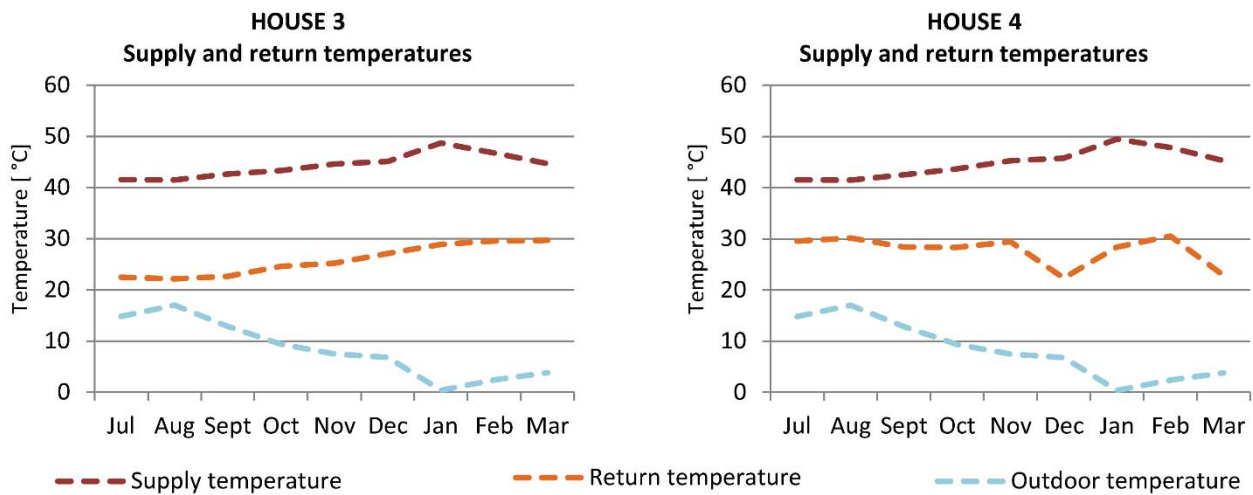 HOUSE 3
Supply and return temperatures
60
50
40
30
20
10
0
Temperature [ °C]
Jul Aug Sept Oct Nov Dec Jan Feb Mar
HOUSE 4
Supply and return temperatures
60
50
40
30
20
10
0
Temperature [ °C]
Jul Aug Sept Oct Nov Dec Jan Feb Mar
Supply temperature
Return temperature
Outdoor temperature